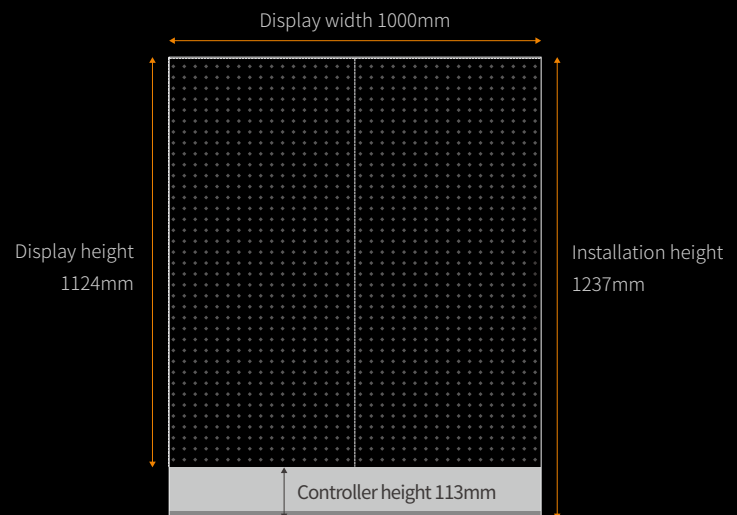 Display width 1000mm
Display height
1124mm
Installation height
1237mm
Controller height 113mm